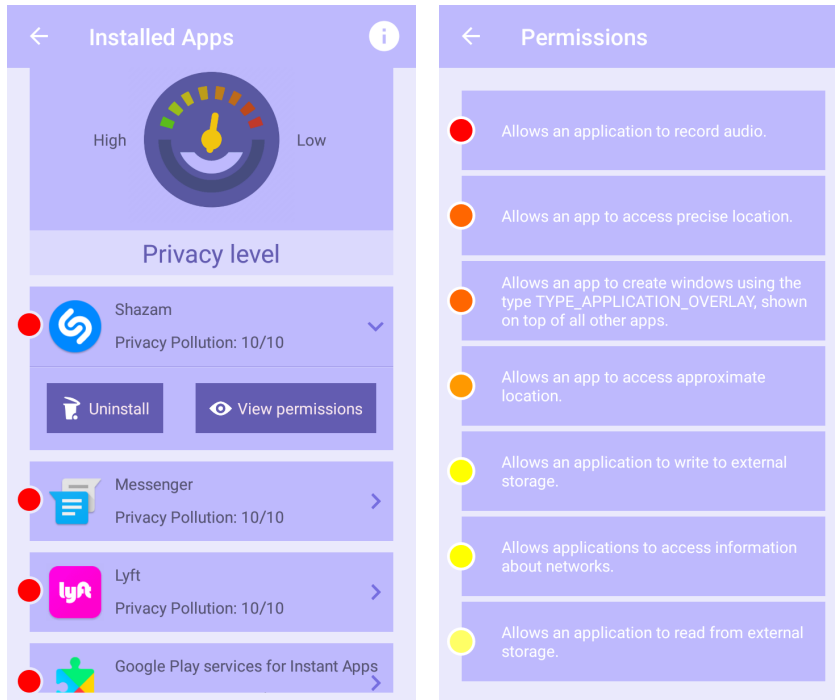 Installed Apps
i
High
Low
Privacy level
Shazam
Privacy Pollution: 10/10
Uninstall
View permissions
Messenger
Privacy Pollution: 10/10
lyft
Lyft
Privacy Pollution: 10/10
Google Play services for Instant Apps
Permissions
Allows an application to record audio.
Allows an app to access precise location.
Allows an app to create windows using the
type TYPE_APPLICATION_OVERLAY, shown
on top of all other apps.
Allows an app to access approximate
location.
Allows an application to write to external
storage.
Allows applications to access information
about networks.
Allows an application to read from external
storage.